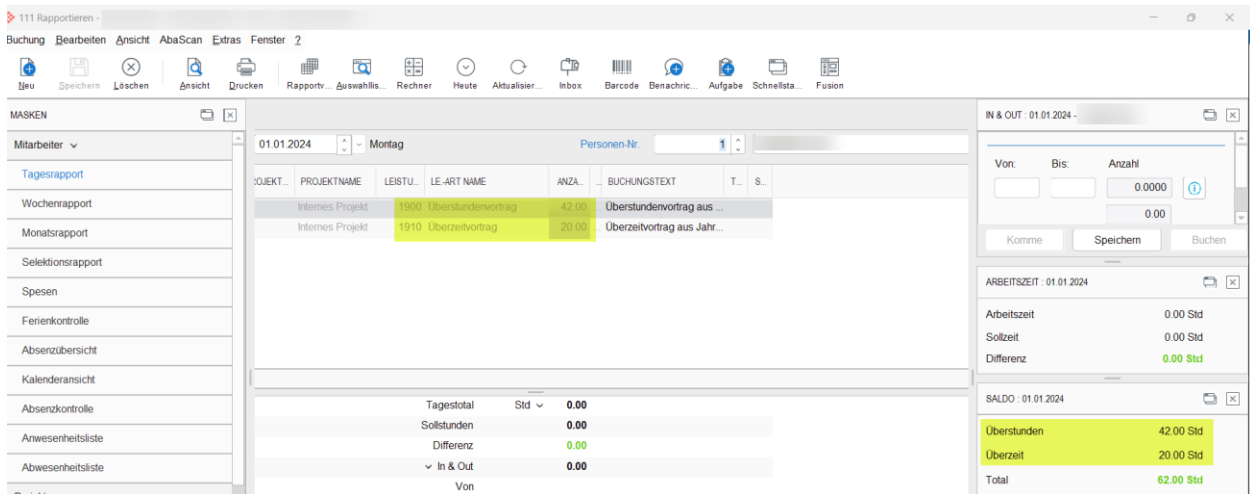 111 Rapportieren -
Buchung Bearbeiten Ansicht AbaScan Extras Fenster ?
Neu Speichern Löschen Ansicht Drucken Rapportv... Auswahllis... Rechner Heute Aktualisier... Inbox Barcode Benachric... Aufgabe Schnellsta... Fusion
MASKEN
Mitarbeiter
Tagesrapport
Wochenrapport
Monatsrapport
Selektionsrapport
Spesen
Ferienkontrolle
Absenzübersicht
Kalenderansicht
Absenzkontrolle
Anwesenheitsliste
Abwesenheitsliste
01.01.2024 Montag Personen-Nr. 1
OJEKT... PROJEKTNAME LEISTU... LE.-ART NAME ANZA... ... BUCHUNGSTEXT T... S...
Internes Projekt 1900 Überstundenvortrag 42.00 ... Überstundenvortrag aus ...
Internes Projekt 1910 Überzeitvortrag 20.00 ... Überzeitvortrag aus Jahr...
Tagestotal Std 0.00
Sollstunden 0.00
Differenz 0.00
In & Out 0.00
Von
IN & OUT : 01.01.2024 -
Von: Bis: Anzahl
0.0000
0.00
Komme Speichern Buchen
ARBEITSZEIT : 01.01.2024
Arbeitszeit 0.00 Std
Sollzeit 0.00 Std
Differenz 0.00 Std
SALDO : 01.01.2024
Überstunden 42.00 Std
Überzeit 20.00 Std
Total 62.00 Std